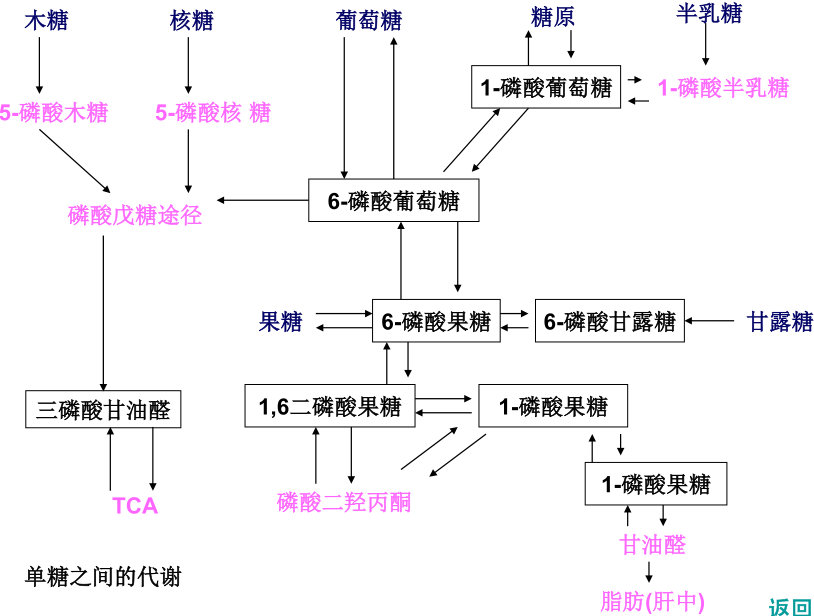 木糖
核糖
葡萄糖
糖原
半乳糖
1-磷酸葡萄糖
1-磷酸半乳糖
5-磷酸木糖
5-磷酸核 糖
6-磷酸葡萄糖
磷酸戊糖途径
果糖
6-磷酸果糖
6-磷酸甘露糖
甘露糖
三磷酸甘油醛
1,6二磷酸果糖
1-磷酸果糖
1-磷酸果糖
TCA
磷酸二羟丙酮
甘油醛
单糖之间的代谢
脂肪(肝中)
返回